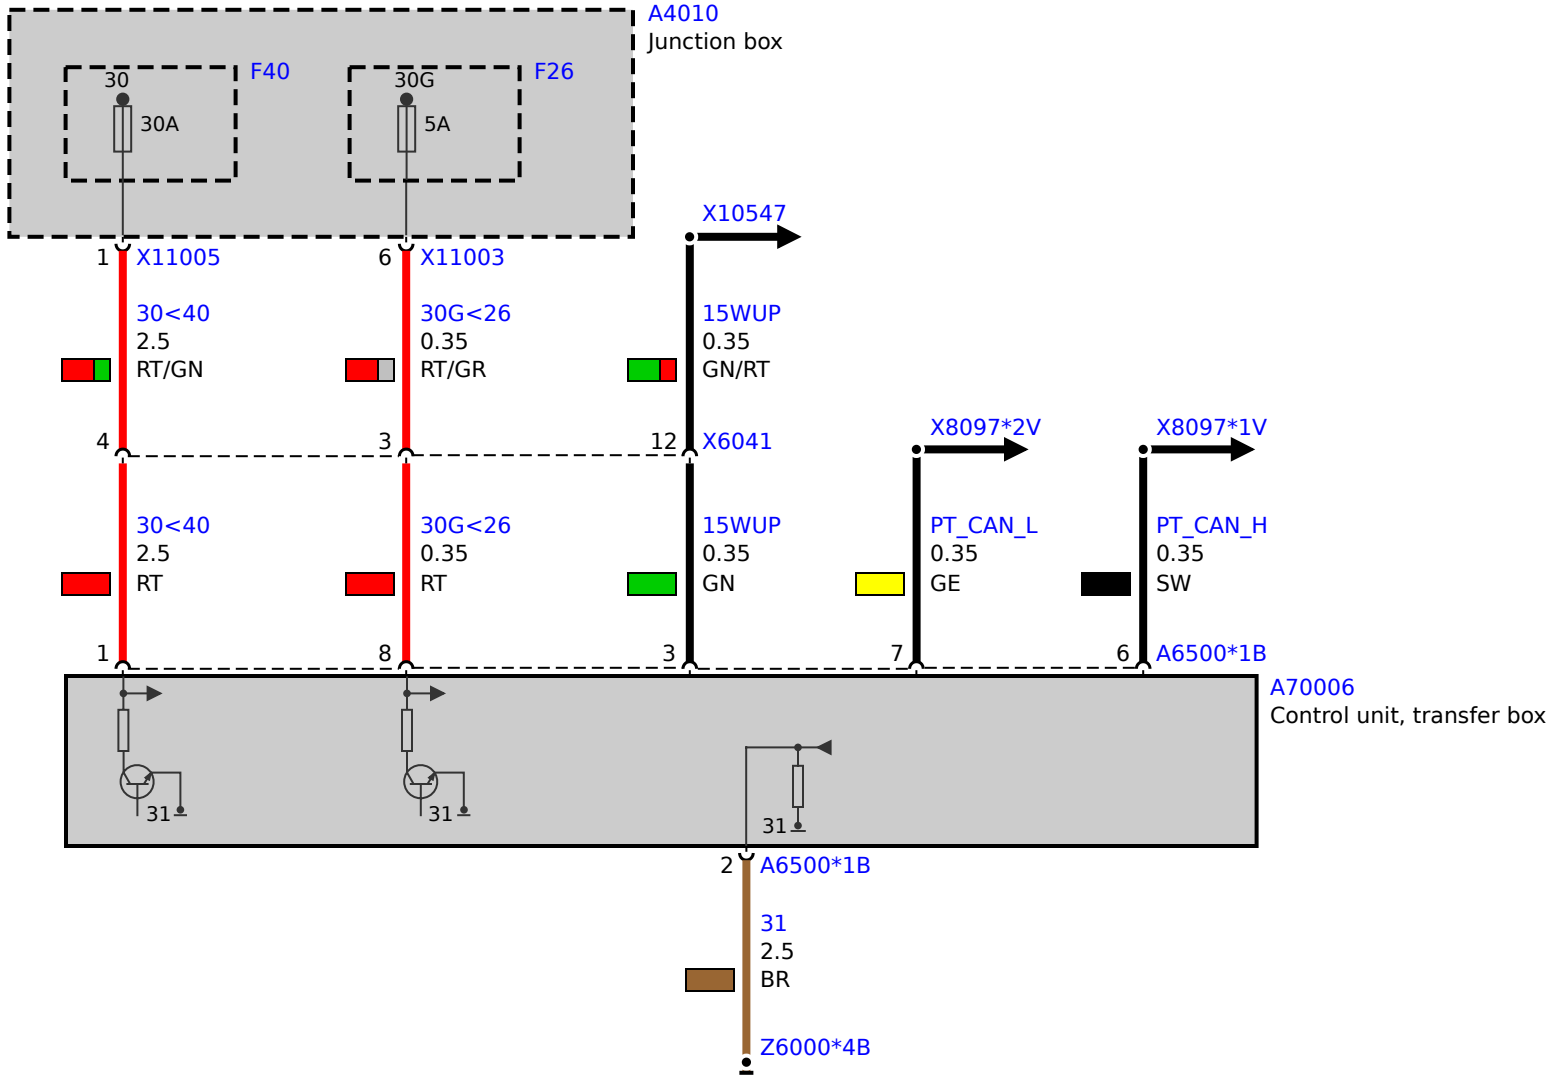 A4010
Junction box
F40
30
30A
F26
30G
5A
X10547
1
X11005
6
X11003
30<40
2.5
RT/GN
30G<26
0.35
RT/GR
15WUP
0.35
GN/RT
X8097*2V
X8097*1V
4
3
12
X6041
30<40
2.5
RT
30G<26
0.35
RT
15WUP
0.35
GN
PT_CAN_L
0.35
GE
PT_CAN_H
0.35
SW
1
8
3
7
6
A6500*1B
A70006
Control unit, transfer box
31
31
31
2
A6500*1B
31
2.5
BR
Z6000*4B